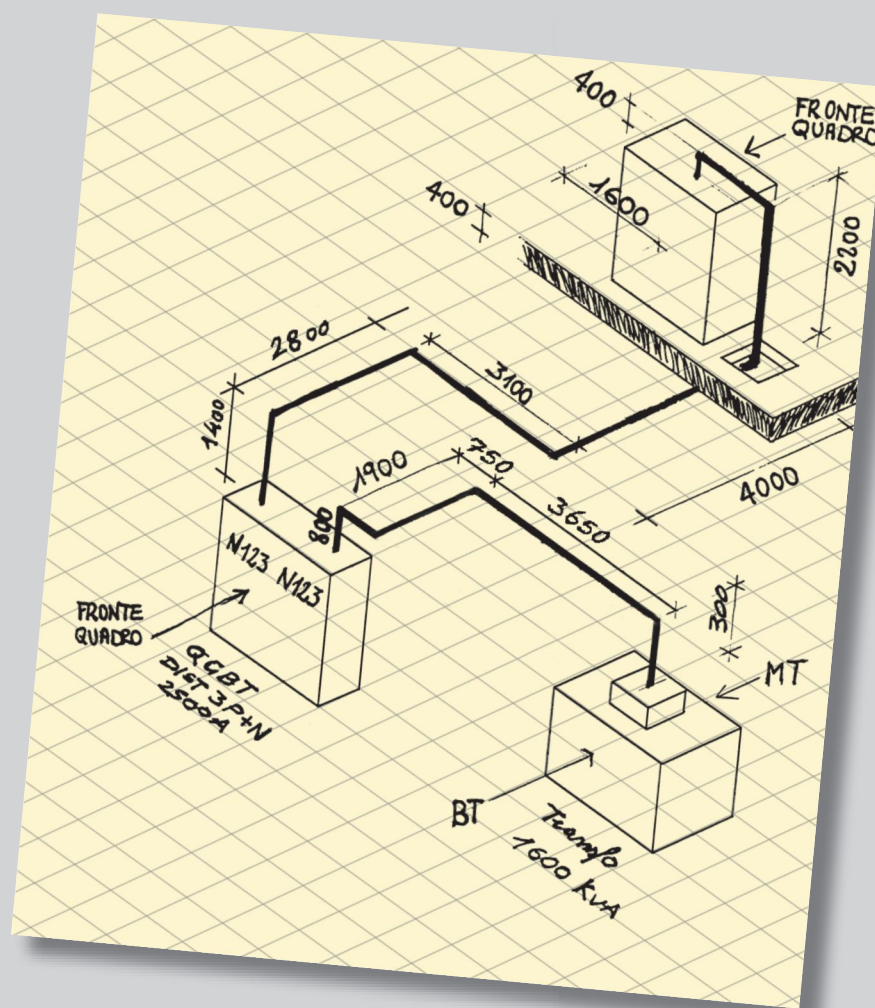 400
FRONTE
QUADRO
400
1600
2200
2800
3100
1400
1900
750
4000
800
3650
N123 N123
300
FRONTE
QUADRO
QGBT
DIST 3P+N
2500A
MT
BT
Trasfo
1600 KVA